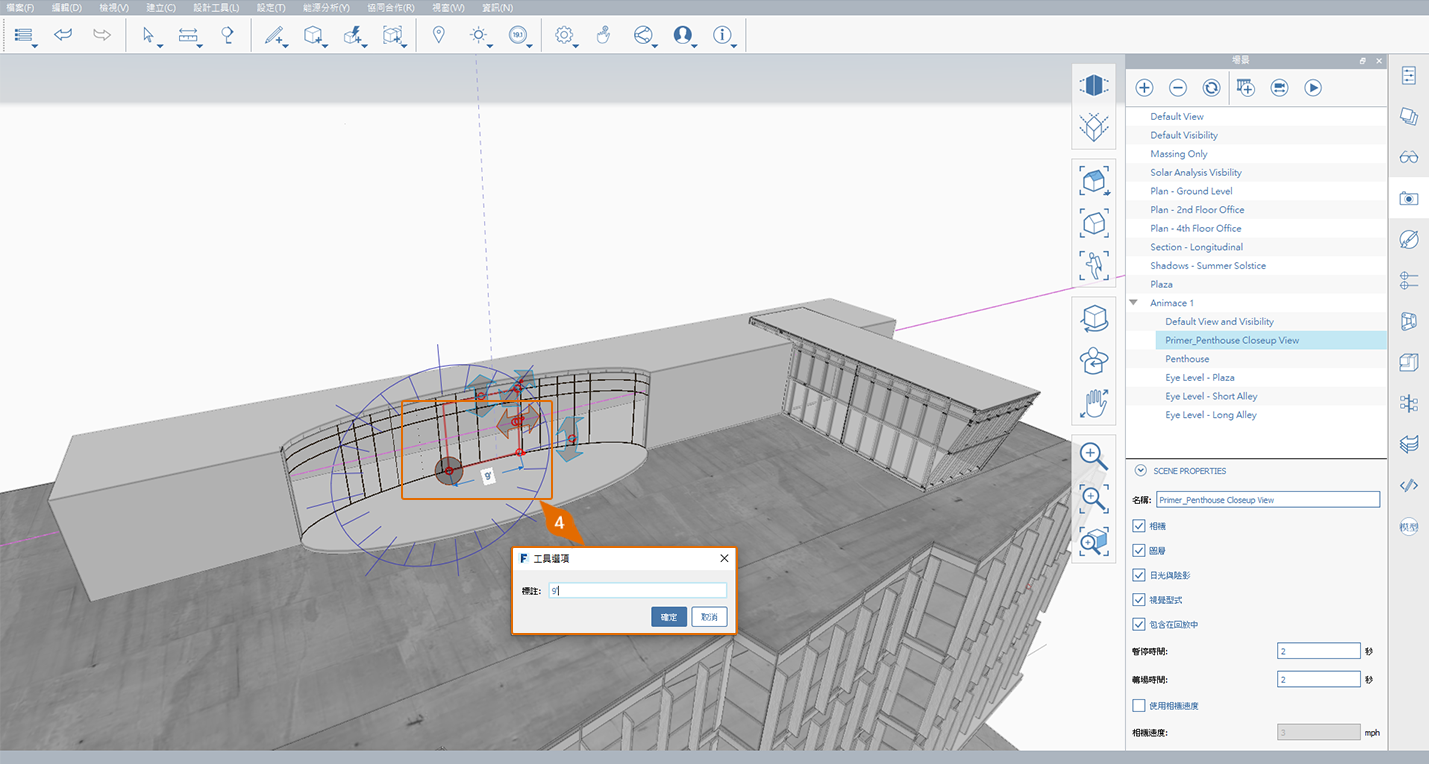 檔案(F) 編輯(D) 檢視(V) 建立(C) 設計工具(L) 設定(T) 能源分析(Y) 協同合作(R) 視窗(W) 資訊(N)
19.1
場景
Default View
Default Visibility
Massing Only
Solar Analysis Visbility
Plan - Ground Level
Plan - 2nd Floor Office
Plan - 4th Floor Office
Section - Longitudinal
Shadows - Summer Solstice
Plaza
Animace 1
Default View and Visibility
Primer_Penthouse Closeup View
Penthouse
Eye Level - Plaza
Eye Level - Short Alley
Eye Level - Long Alley
SCENE PROPERTIES
名稱: Primer_Penthouse Closeup View
相機
圖層
日光與陰影
視覺型式
包含在回放中
暫停時間: 2 秒
轉場時間: 2 秒
使用相機速度
相機速度: 3 mph
模型
9'
4
F 工具選項
標註: 9'
確定 取消